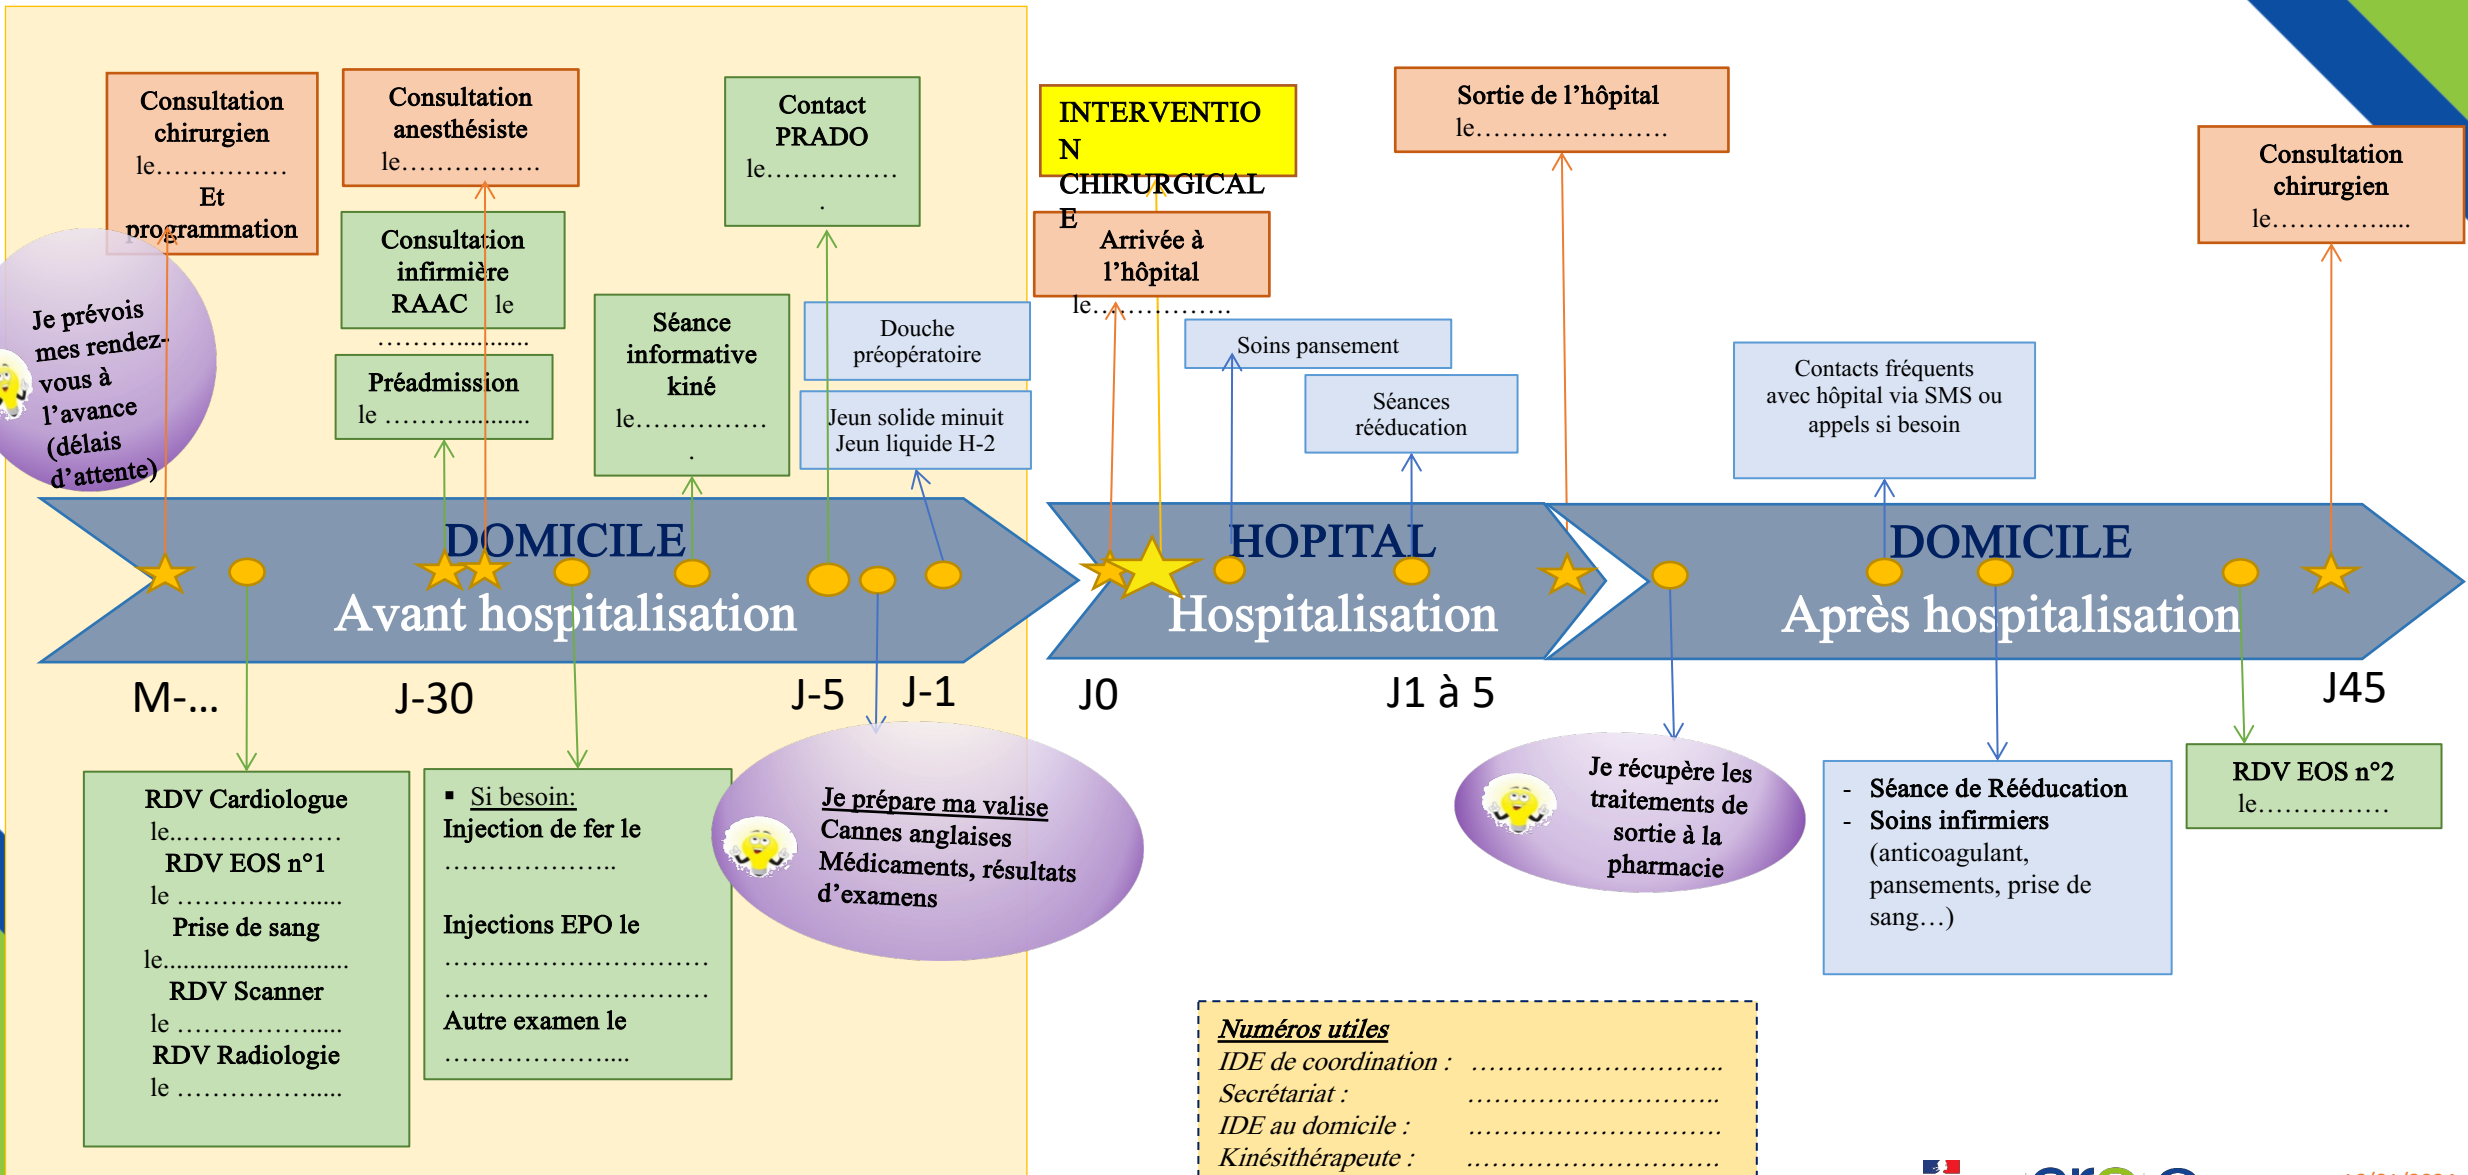 Consultation
chirurgien
le……………
Et
programmation
Consultation
anesthésiste
le…………….
Consultation
infirmière
RAAC le
………...........
Préadmission
le ………..........
Séance
informative
kiné
le……………
.
Contact
PRADO
le……………
.
Douche
préopératoire
Jeun solide minuit
Jeun liquide H-2
Je prévois
mes rendez-
vous à
l’avance
(délais
d’attente)
INTERVENTIO
N
CHIRURGICAL
E
Arrivée à
l’hôpital
le…………….
Soins pansement
Séances
rééducation
Sortie de l’hôpital
le………………….
Contacts fréquents
avec hôpital via SMS ou
appels si besoin
Consultation
chirurgien
le………….....
DOMICILE
Avant hospitalisation
HOPITAL
Hospitalisation
DOMICILE
Après hospitalisation
M-...
J-30
J-5
J-1
J0
J1 à 5
J45
RDV Cardiologue
le..………………
RDV EOS n°1
le …………….....
Prise de sang
le............................
RDV Scanner
le …………….....
RDV Radiologie
le …………….....
▪ Si besoin:
Injection de fer le
………………..
Injections EPO le
…………………………
…………………………
Autre examen le
………………....
Je prépare ma valise
Cannes anglaises
Médicaments, résultats
d’examens
Je récupère les
traitements de
sortie à la
pharmacie
- Séance de Rééducation
- Soins infirmiers
(anticoagulant,
pansements, prise de
sang…)
RDV EOS n°2
le……………
Numéros utiles
IDE de coordination : ………………………..
Secrétariat : ………………………..
IDE au domicile : ……………………….
Kinésithérapeute : ……………………….